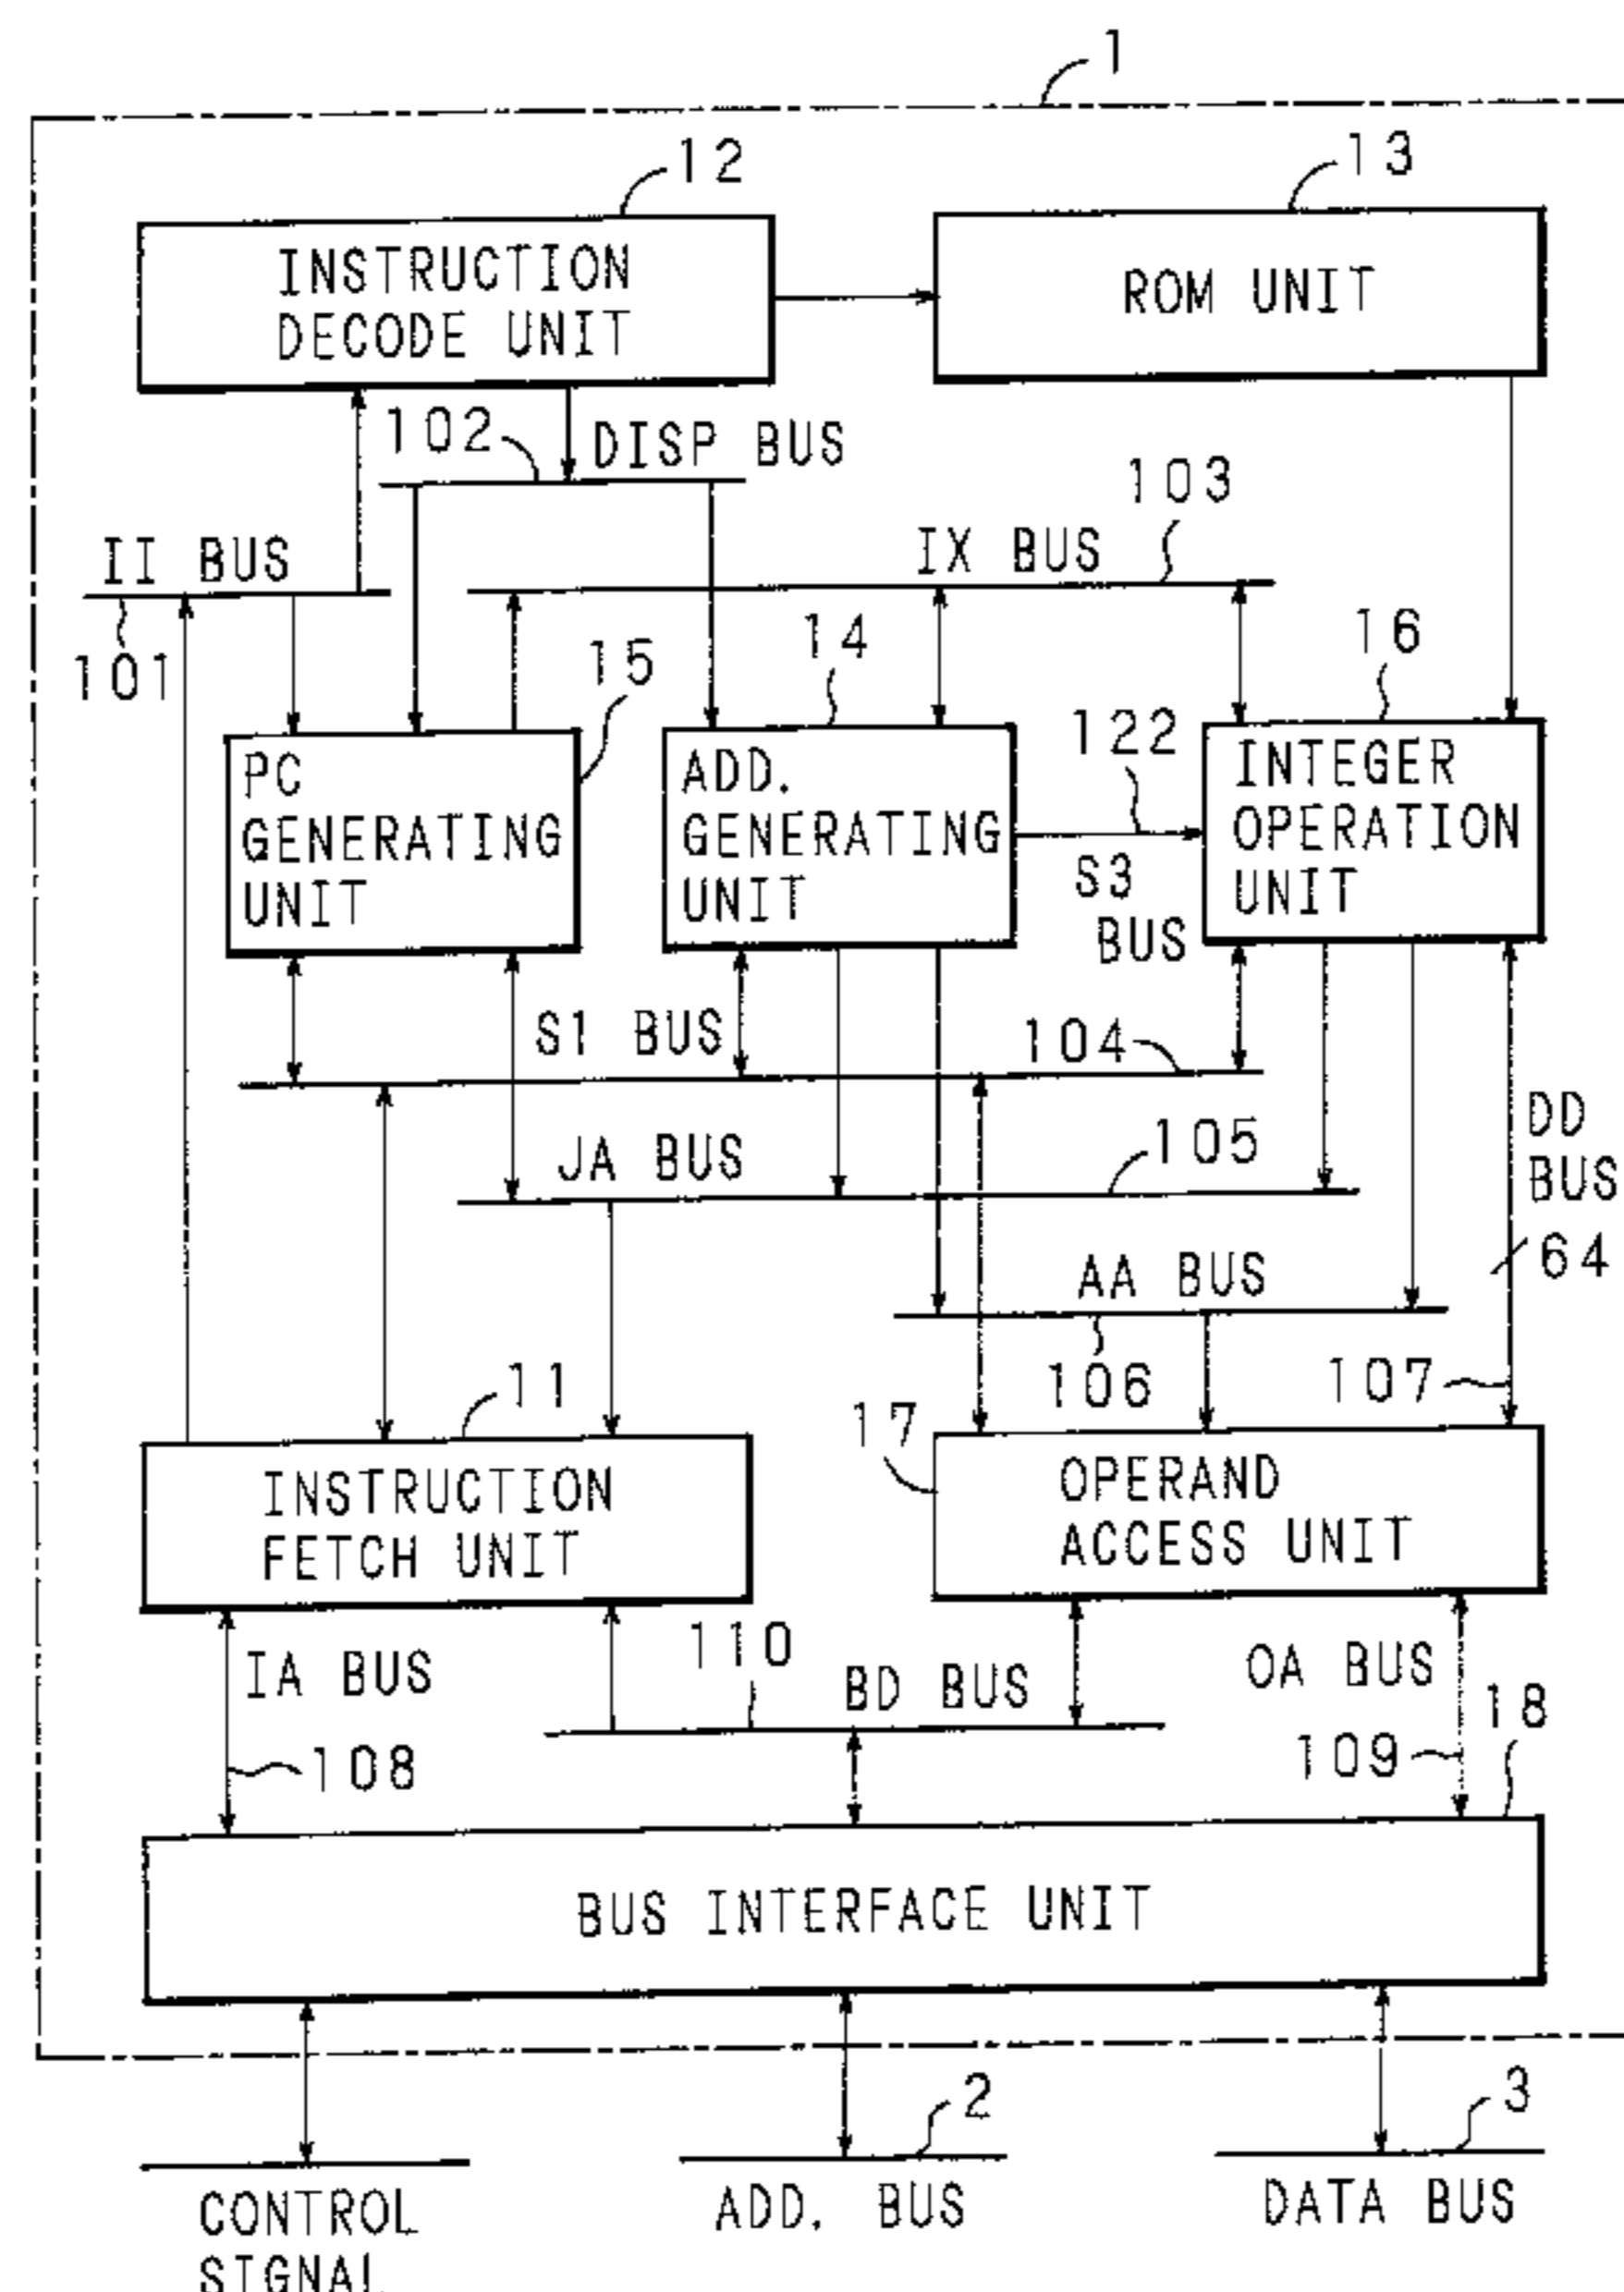 1
12
13
INSTRUCTION
DECODE UNIT
ROM UNIT
102
DISP BUS
103
II BUS
IX BUS
101
15
14
16
122
PC
GENERATING
UNIT
ADD.
GENERATING
UNIT
INTEGER
OPERATION
UNIT
S3
BUS
S1 BUS
104
DD
BUS
JA BUS
105
64
AA BUS
106
107
11
17
INSTRUCTION
FETCH UNIT
OPERAND
ACCESS UNIT
IA BUS
110
BD BUS
OA BUS
18
108
109
BUS INTERFACE UNIT
2
3
CONTROL
SIGNAL
ADD. BUS
DATA BUS